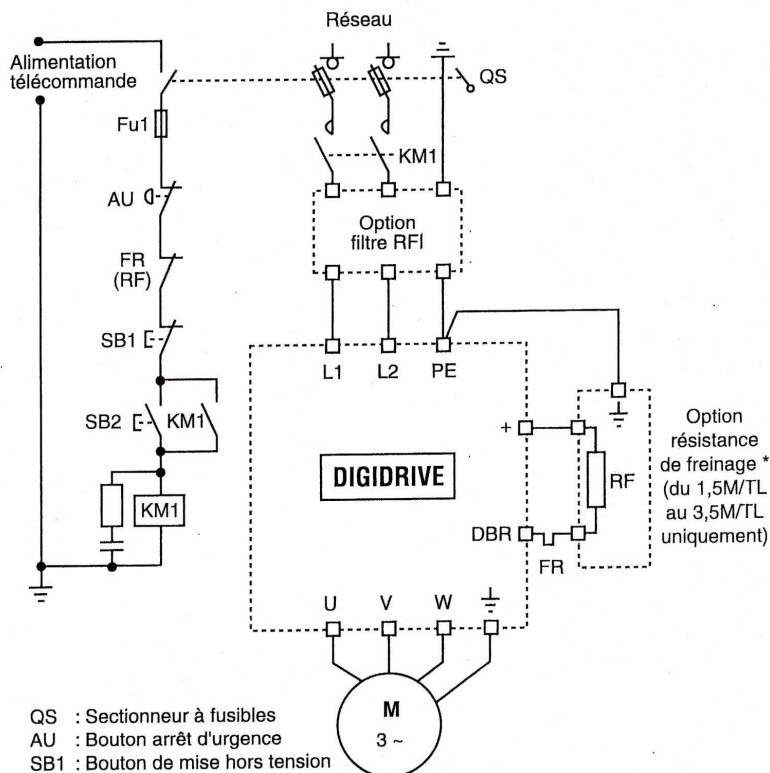 Réseau
Alimentation
télécommande
QS
Fu1
KM1
AU
Option
filtre RFI
FR
(RF)
SB1
L1 L2 PE
SB2 KM1
+
Option
résistance
de freinage *
(du 1,5M/TL
au 3,5M/TL
uniquement)
DIGIDRIVE
RF
KM1
DBR
FR
U V W
M
3 ~
QS : Sectionneur à fusibles
AU : Bouton arrêt d'urgence
SB1 : Bouton de mise hors tension